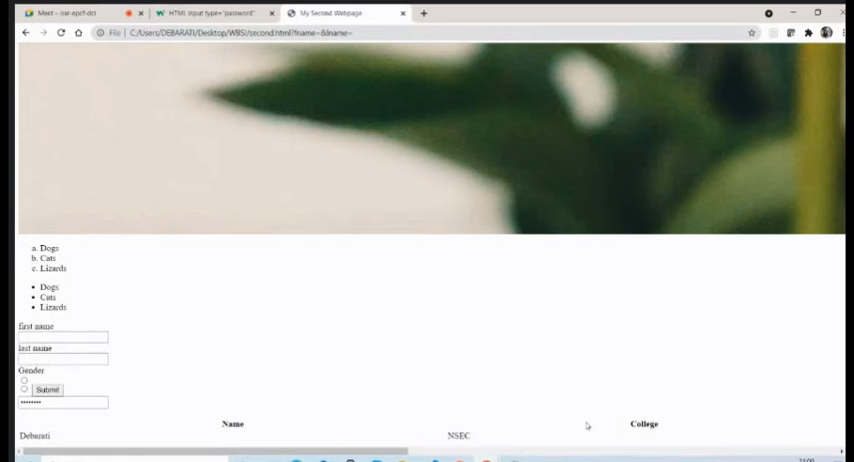 Meet – oar-epcf-dri
HTML input type="password"
My Second Webpage
File | C:/Users/DEBARATI/Desktop/WBSI/second.html?fname=&lname=
a. Dogs
b. Cats
c. Lizards
• Dogs
• Cats
• Lizards
first name
last name
Gender
Submit
••••••••
Name College
Debarati NSEC